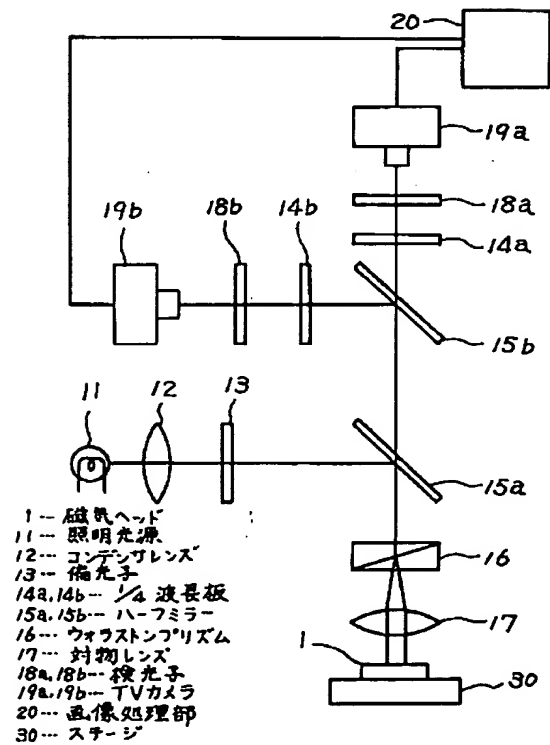 20
19a
18a
14a
19b
18b
14b
15b
11
12
13
15a
16
17
1
30
1… 磁気ヘッド
11… 照明光源
12… コンデンサレンズ
13…偏光子
14a,14b… 1/4 波長板
15a,15b… ハーフミラー
16… ウォラストンプリズム
17… 対物レンズ
18a,18b… 検光子
19a,19b… TVカメラ
20… 画像処理部
30… ステージ